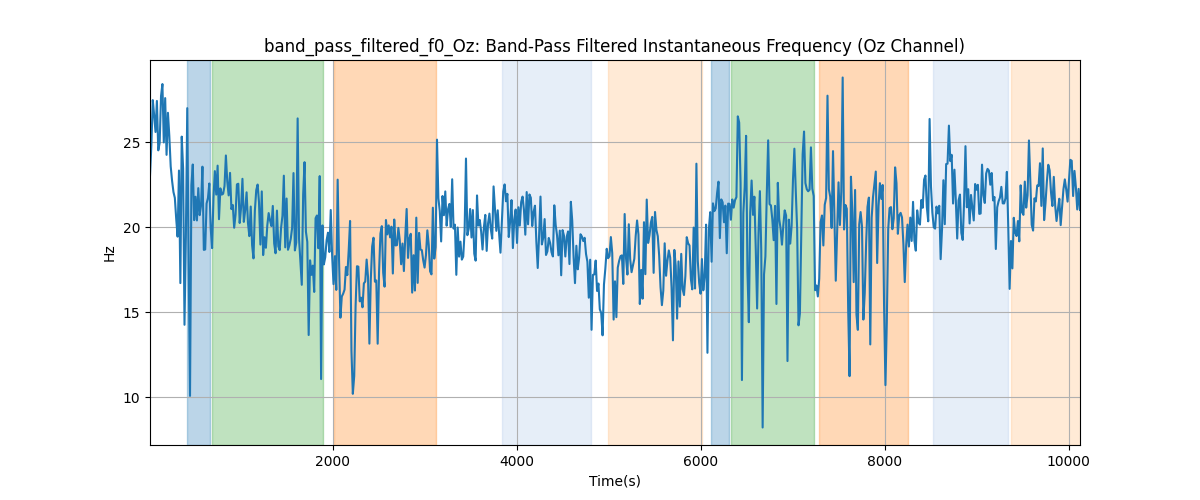 band_pass_filtered_f0_Oz: Band-Pass Filtered Instantaneous Frequency (Oz Channel)
25
20
15
10
Hz
2000 4000 6000 8000 10000
Time(s)